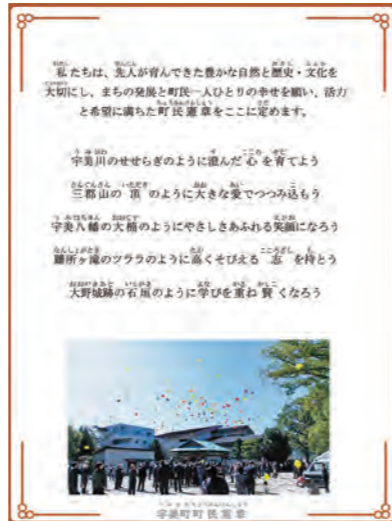 私たちは、先人が育んできた豊かな自然と歴史・文化を
大切にし、まちの発展と町民一人ひとりの幸せを願い、活力
と希望に満ちた町民憲章をここに定めます。
宇美川のせせらぎのように澄んだ心を育てよう
三郡山の頂のように大きな愛でつつみ込もう
宇美八幡の大楠のようにやさしさあふれる笑顔になろう
難所ヶ滝のツララのように高くそびえる志を持とう
大野城跡の石垣のように学びを重ね賢くなろう
宇美町町民憲章